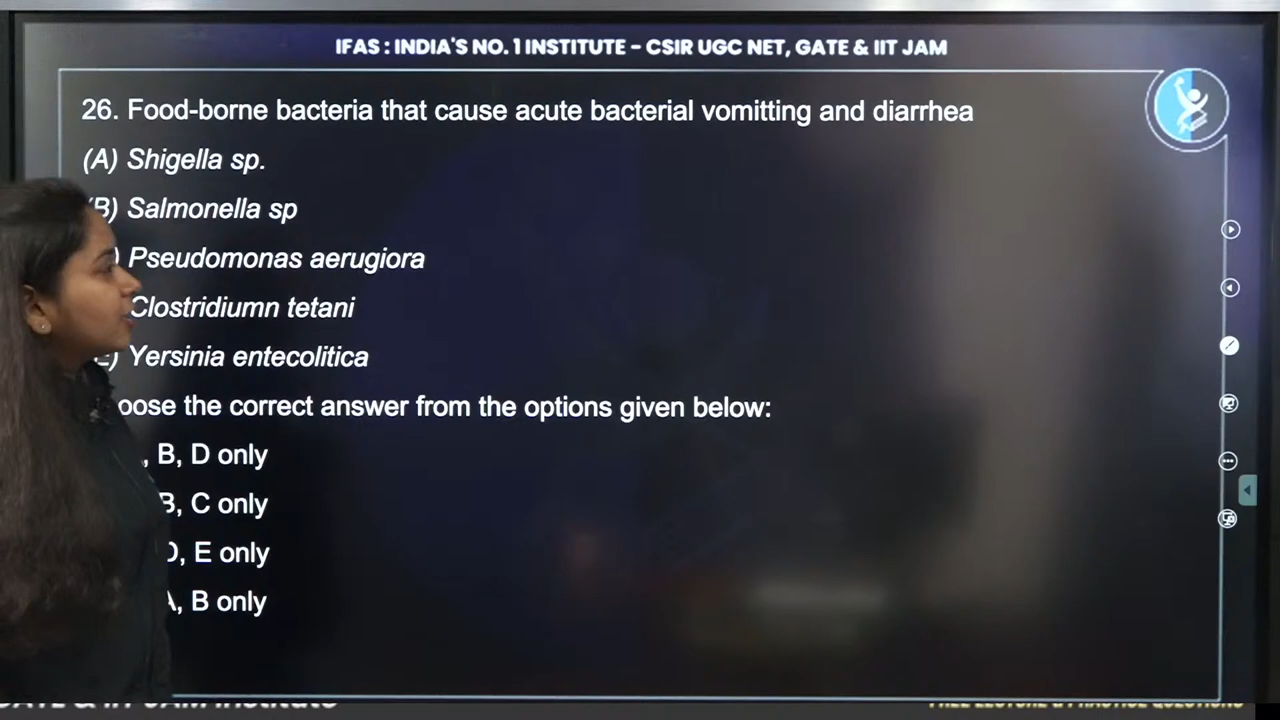 IFAS : INDIA'S NO. 1 INSTITUTE - CSIR UGC NET, GATE & IIT JAM
26. Food-borne bacteria that cause acute bacterial vomitting and diarrhea
(A) Shigella sp.
B) Salmonella sp
) Pseudomonas aerugiora
Clostridiumn tetani
E) Yersinia entecolitica
oose the correct answer from the options given below:
, B, D only
B, C only
D, E only
A, B only